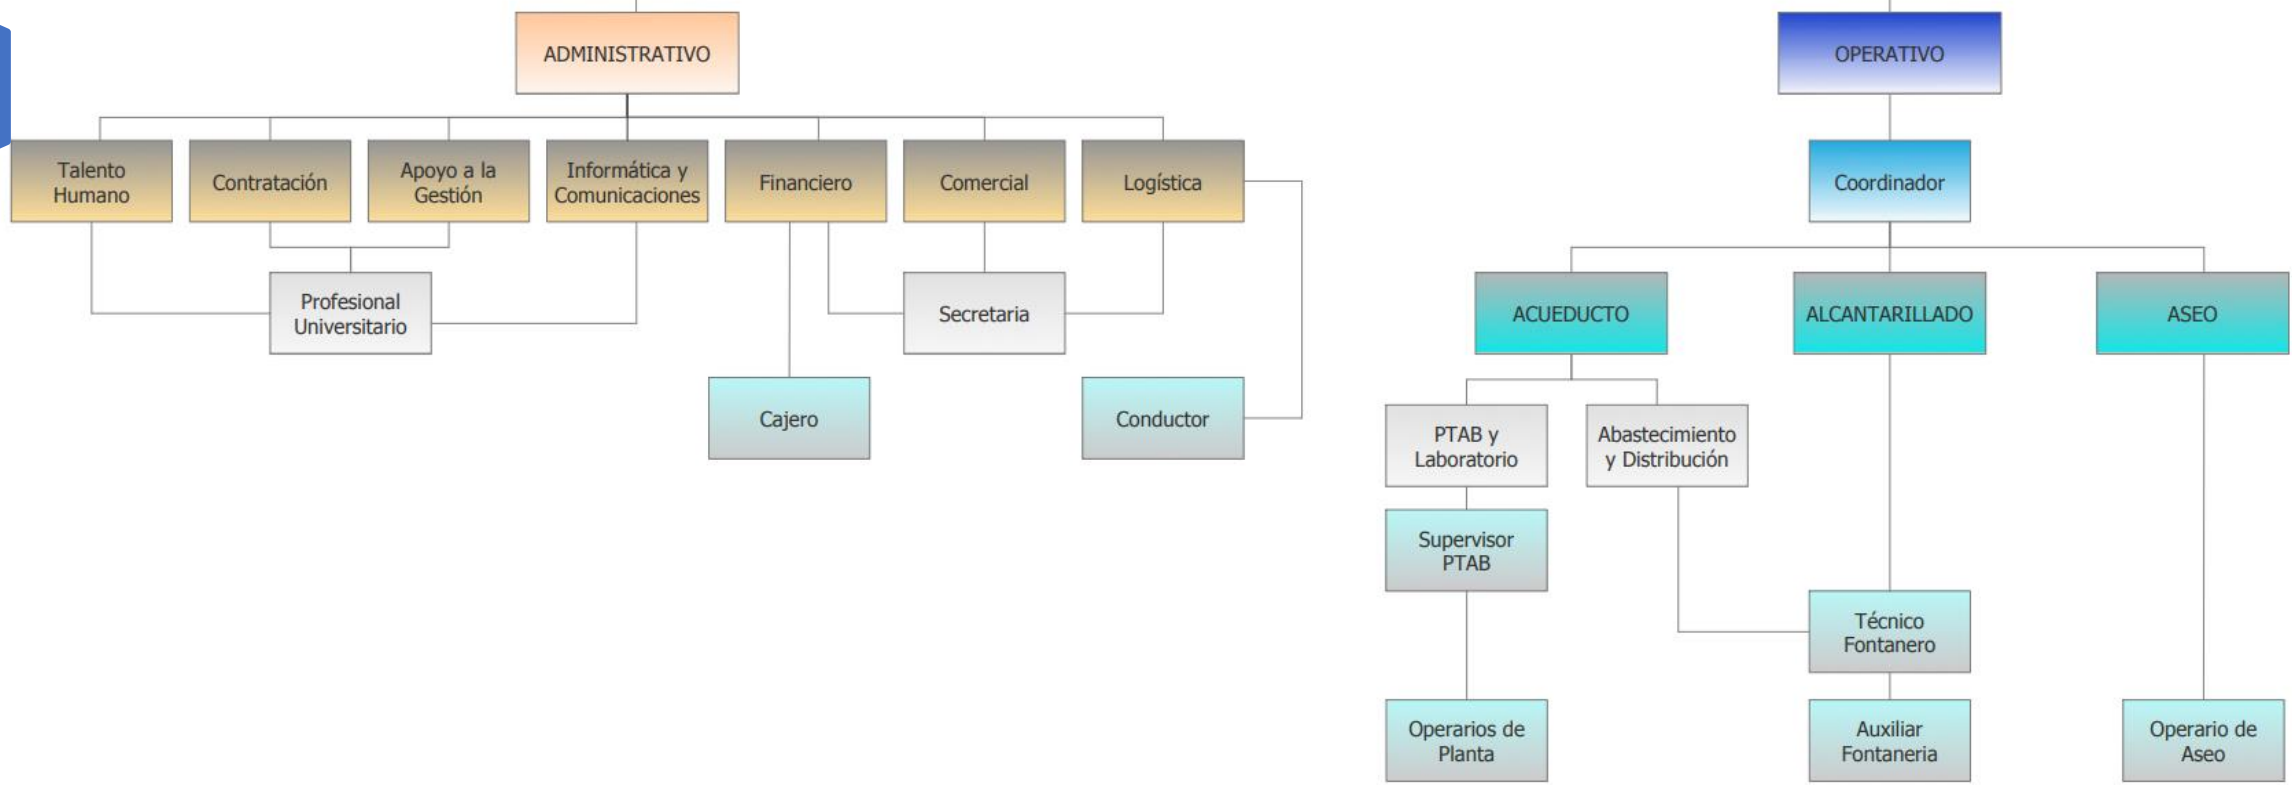 ADMINISTRATIVO
OPERATIVO
Talento
Humano
Contratación
Apoyo a la
Gestión
Informática y
Comunicaciones
Financiero
Comercial
Logística
Coordinador
Profesional
Universitario
Secretaria
ACUEDUCTO
ALCANTARILLADO
ASEO
Cajero
Conductor
PTAB y
Laboratorio
Abastecimiento
y Distribución
Supervisor
PTAB
Técnico
Fontanero
Operarios de
Planta
Auxiliar
Fontaneria
Operario de
Aseo